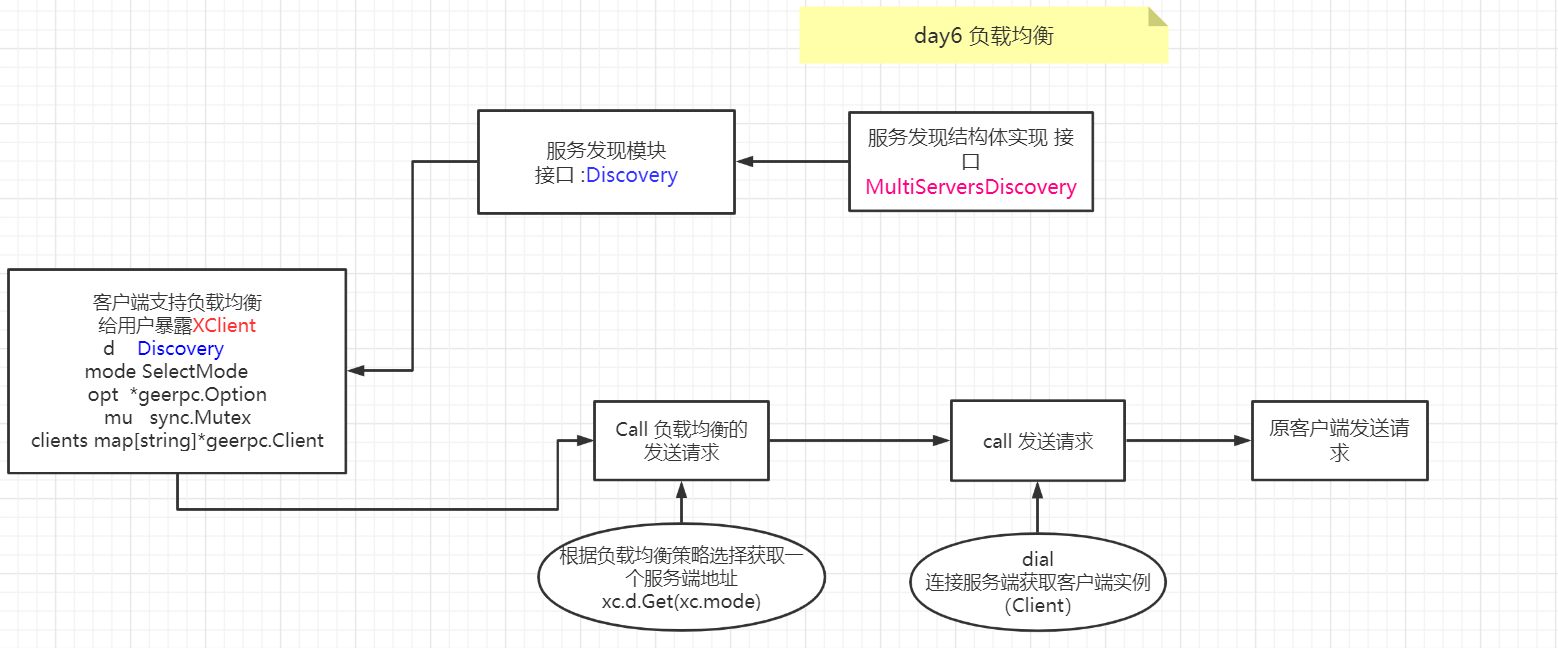 day6 负载均衡
服务发现模块
接口 :Discovery
服务发现结构体实现 接
口
MultiServersDiscovery
客户端支持负载均衡
给用户暴露XClient
d Discovery
mode SelectMode
opt *geerpc.Option
mu sync.Mutex
clients map[string]*geerpc.Client
Call 负载均衡的
发送请求
call 发送请求
原客户端发送请
求
根据负载均衡策略选择获取一
个服务端地址
xc.d.Get(xc.mode)
dial
连接服务端获取客户端实例
(Client)